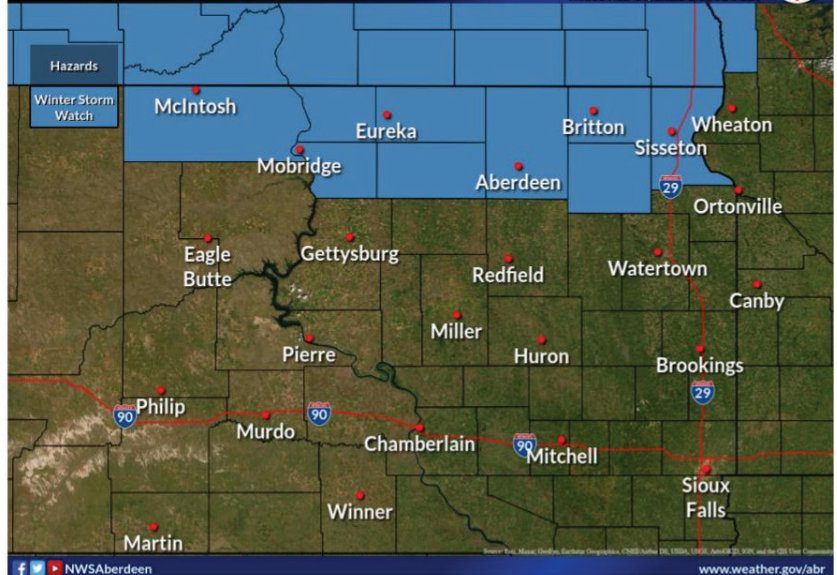 Hazards
Winter Storm
Watch
McIntosh
Eureka
Britton
Wheaton
Sisseton
Mobridge
Aberdeen
29
Ortonville
Eagle
Butte
Gettysburg
Redfield
Watertown
Canby
Miller
Pierre
Huron
Brookings
29
90
Philip
90
Murdo
Chamberlain
90
Mitchell
Sioux
Falls
Winner
Martin
NWSAberdeen
www.weather.gov/abr